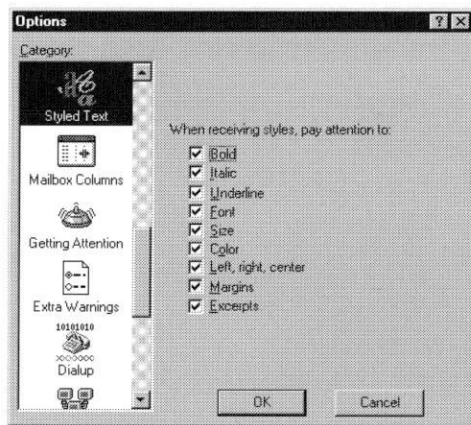 Options
Category:
Styled Text
Mailbox Columns
Getting Attention
Extra Warnings
10101010
Dialup
When receiving styles, pay attention to:
Bold
Italic
Underline
Font
Size
Color
Left, right, center
Margins
Excerpts
OK
Cancel